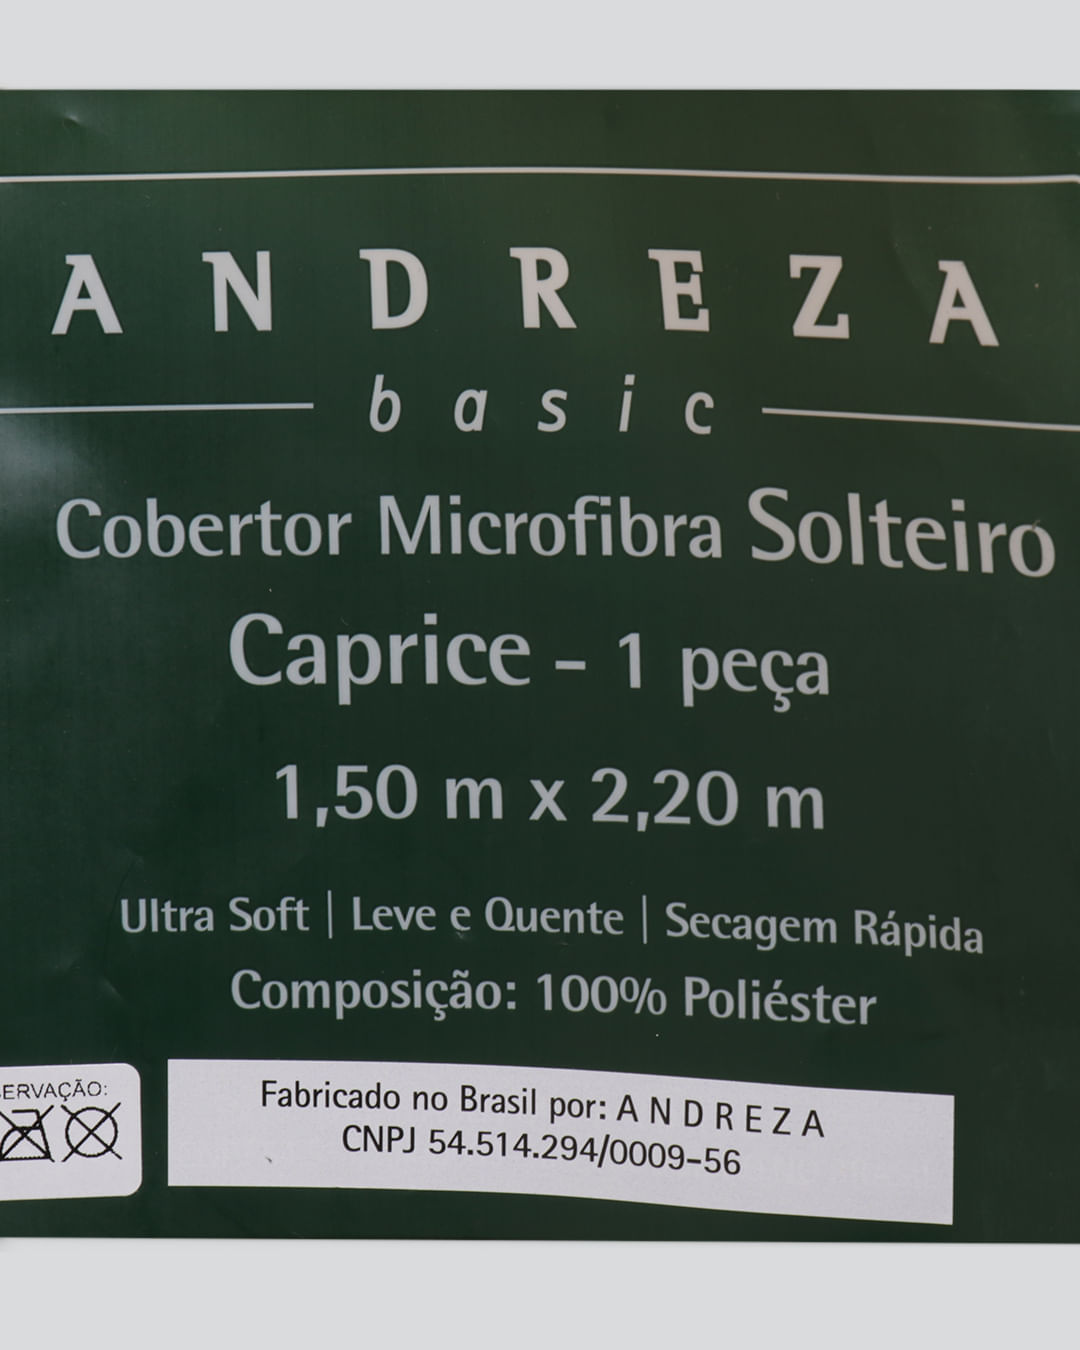 ANDREZA
basic
Cobertor Microfibra Solteiro
Caprice - 1 peça
1,50 m x 2,20 m
Ultra Soft | Leve e Quente | Secagem Rápida
Composição: 100% Poliéster
ERVAÇÃO:
Fabricado no Brasil por: ANDREZA
CNPJ 54.514.294/0009-56